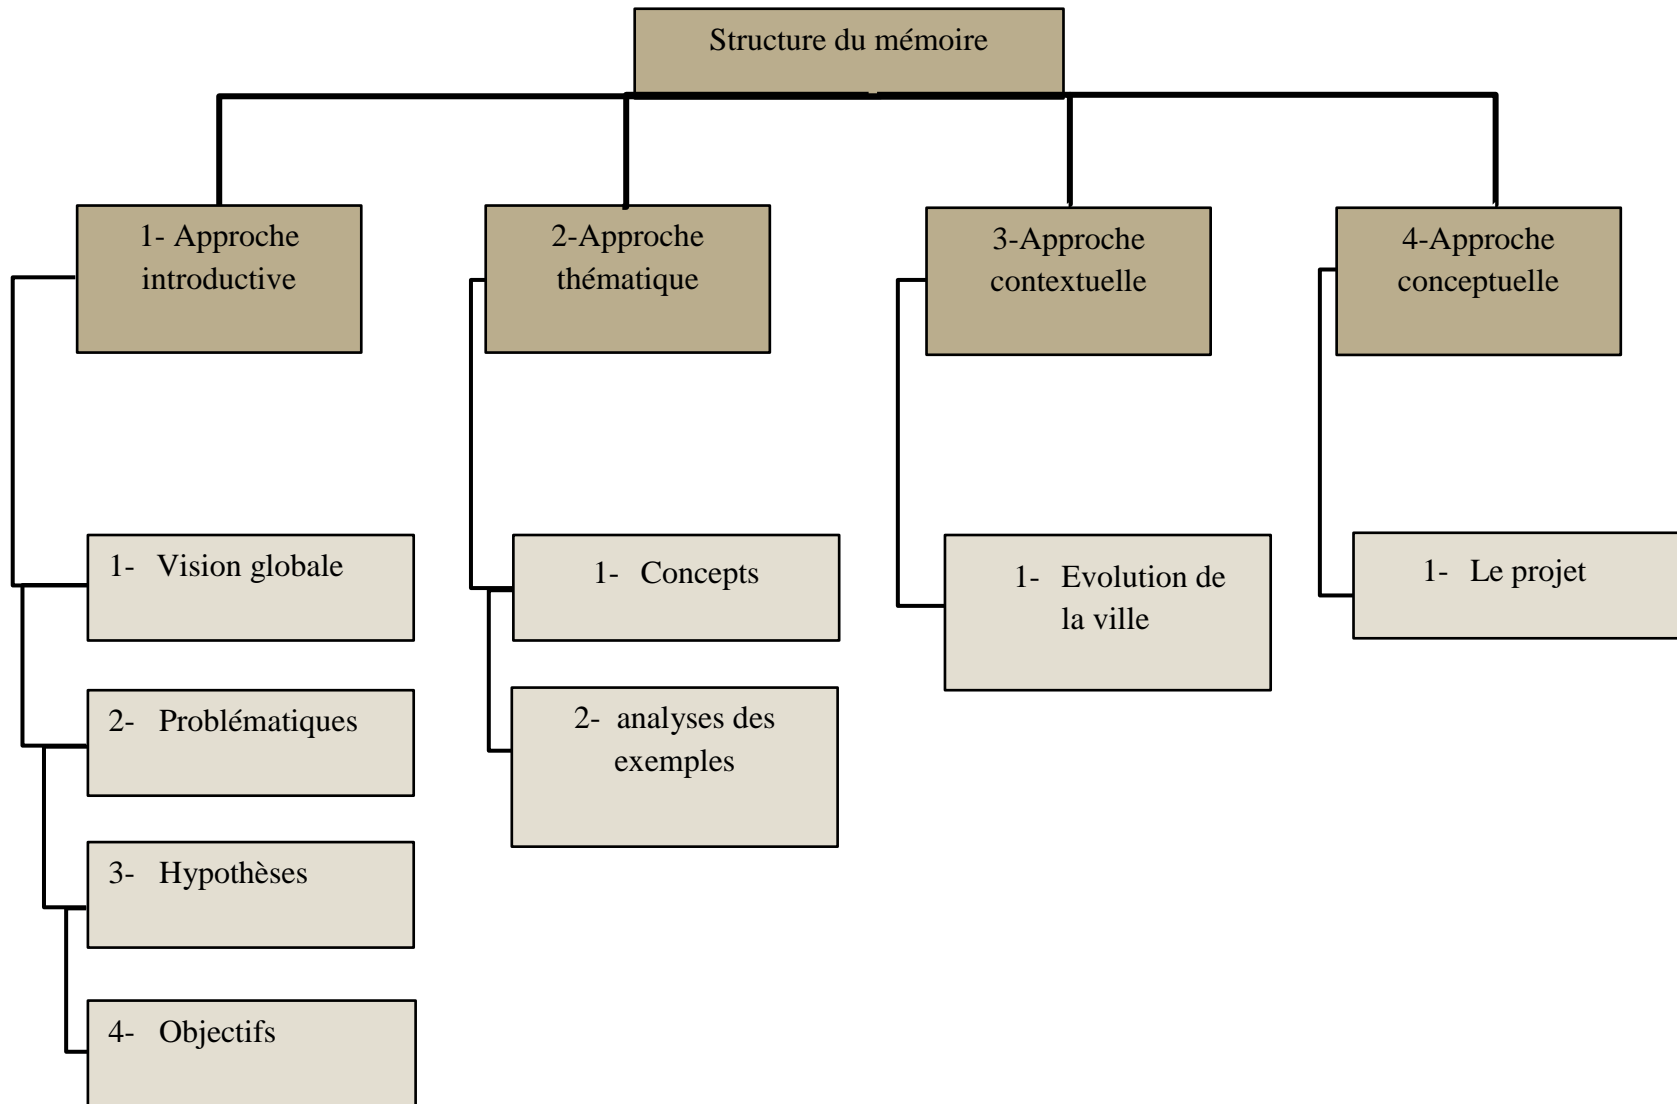 Structure du mémoire
1- Approche
introductive
2-Approche
thématique
3-Approche
contextuelle
4-Approche
conceptuelle
1- Vision globale
2- Problématiques
3- Hypothèses
4- Objectifs
1- Concepts
2- analyses des
exemples
1- Evolution de
la ville
1- Le projet